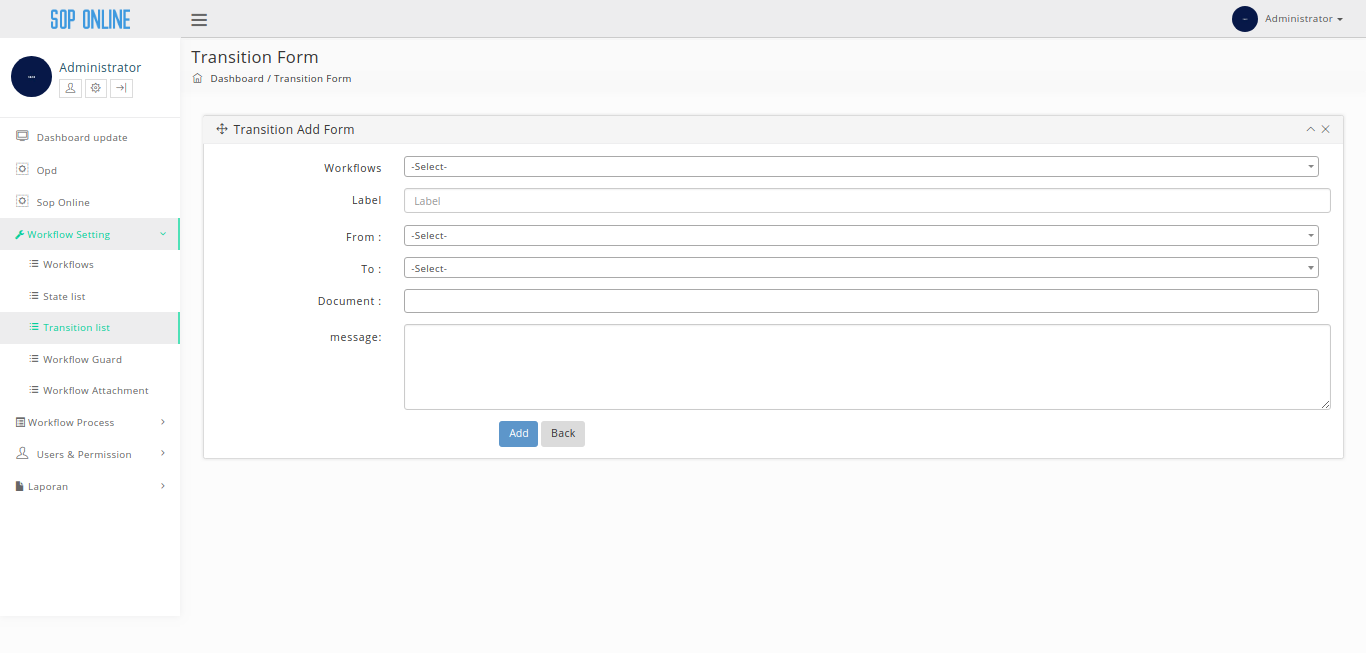 SOP ONLINE
Administrator
Administrator
Transition Form
Dashboard / Transition Form
Dashboard update
Opd
Sop Online
Workflow Setting
Workflows
State list
Transition list
Workflow Guard
Workflow Attachment
Workflow Process
Users & Permission
Laporan
Transition Add Form
Workflows
-Select-
Label
Label
From :
-Select-
To :
-Select-
Document :
message:
Add
Back